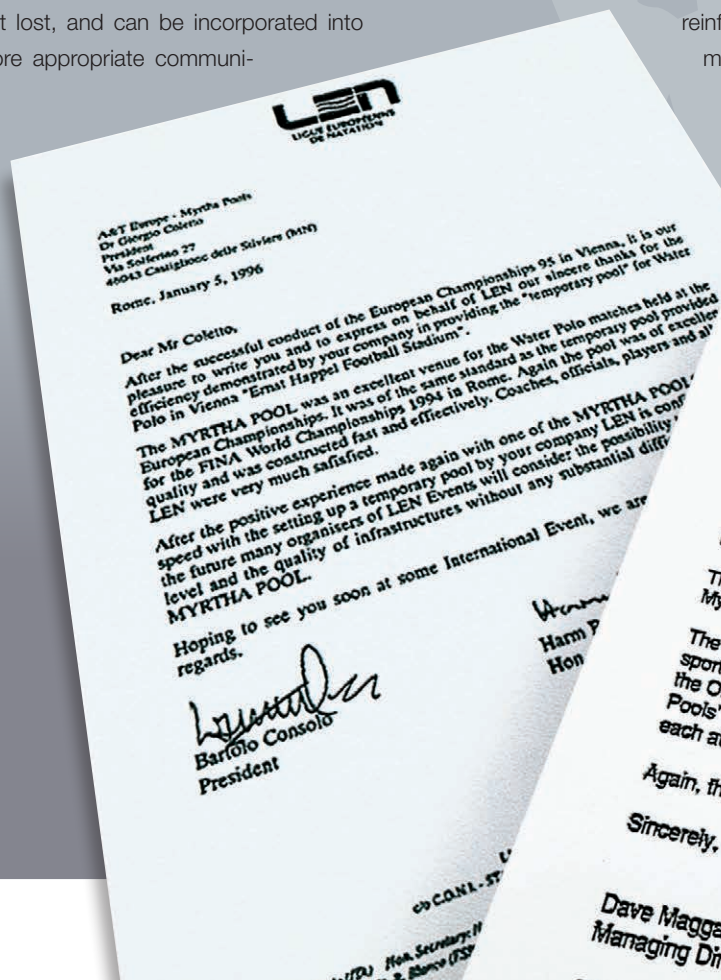 t lost, and can be incorporated into
ore appropriate communi-
reinf
m
LEN
LIGUE EUROPÉENNE
DE NATATION
A&T Europe - Myrtha Pools
Dr Giorgio Coletto
President
Via Solferino 27
46043 Castiglione delle Stiviere (MN)
Rome, January 5, 1996
Dear Mr Coletto,
After the successful conduct of the European Championships 95 in Vienna, it is our
pleasure to write you and to express on behalf of LEN our sincere thanks for the
efficiency demonstrated by your company in providing the "temporary pool" for Water
Polo in Vienna "Ernst Happel Football Stadium".
The MYRTHA POOL was an excellent venue for the Water Polo matches held at the
European Championships. It was of the same standard as the temporary pool provided
for the FINA World Championships 1994 in Rome. Again the pool was of excellen
quality and was constructed fast and effectively. Coaches, officials, players and al
LEN were very much satisfied.
After the positive experience made again with one of the MYRTHA POOL
speed with the setting up a temporary pool by your company LEN is conf
the future many organisers of LEN Events will consider the possibility
level and the quality of infrastructures without any substantial diff
MYRTHA POOL.
Hoping to see you soon at some International Event, we are
regards.
Bartolo Consolo
President
Harm
Hon
c/o C.O.N.I. - ST
Hon. Secretary:
Th
My
The
spon
the O
Pools'
each a
Again, th
Sincerely,
Dave Magga
Managing Di